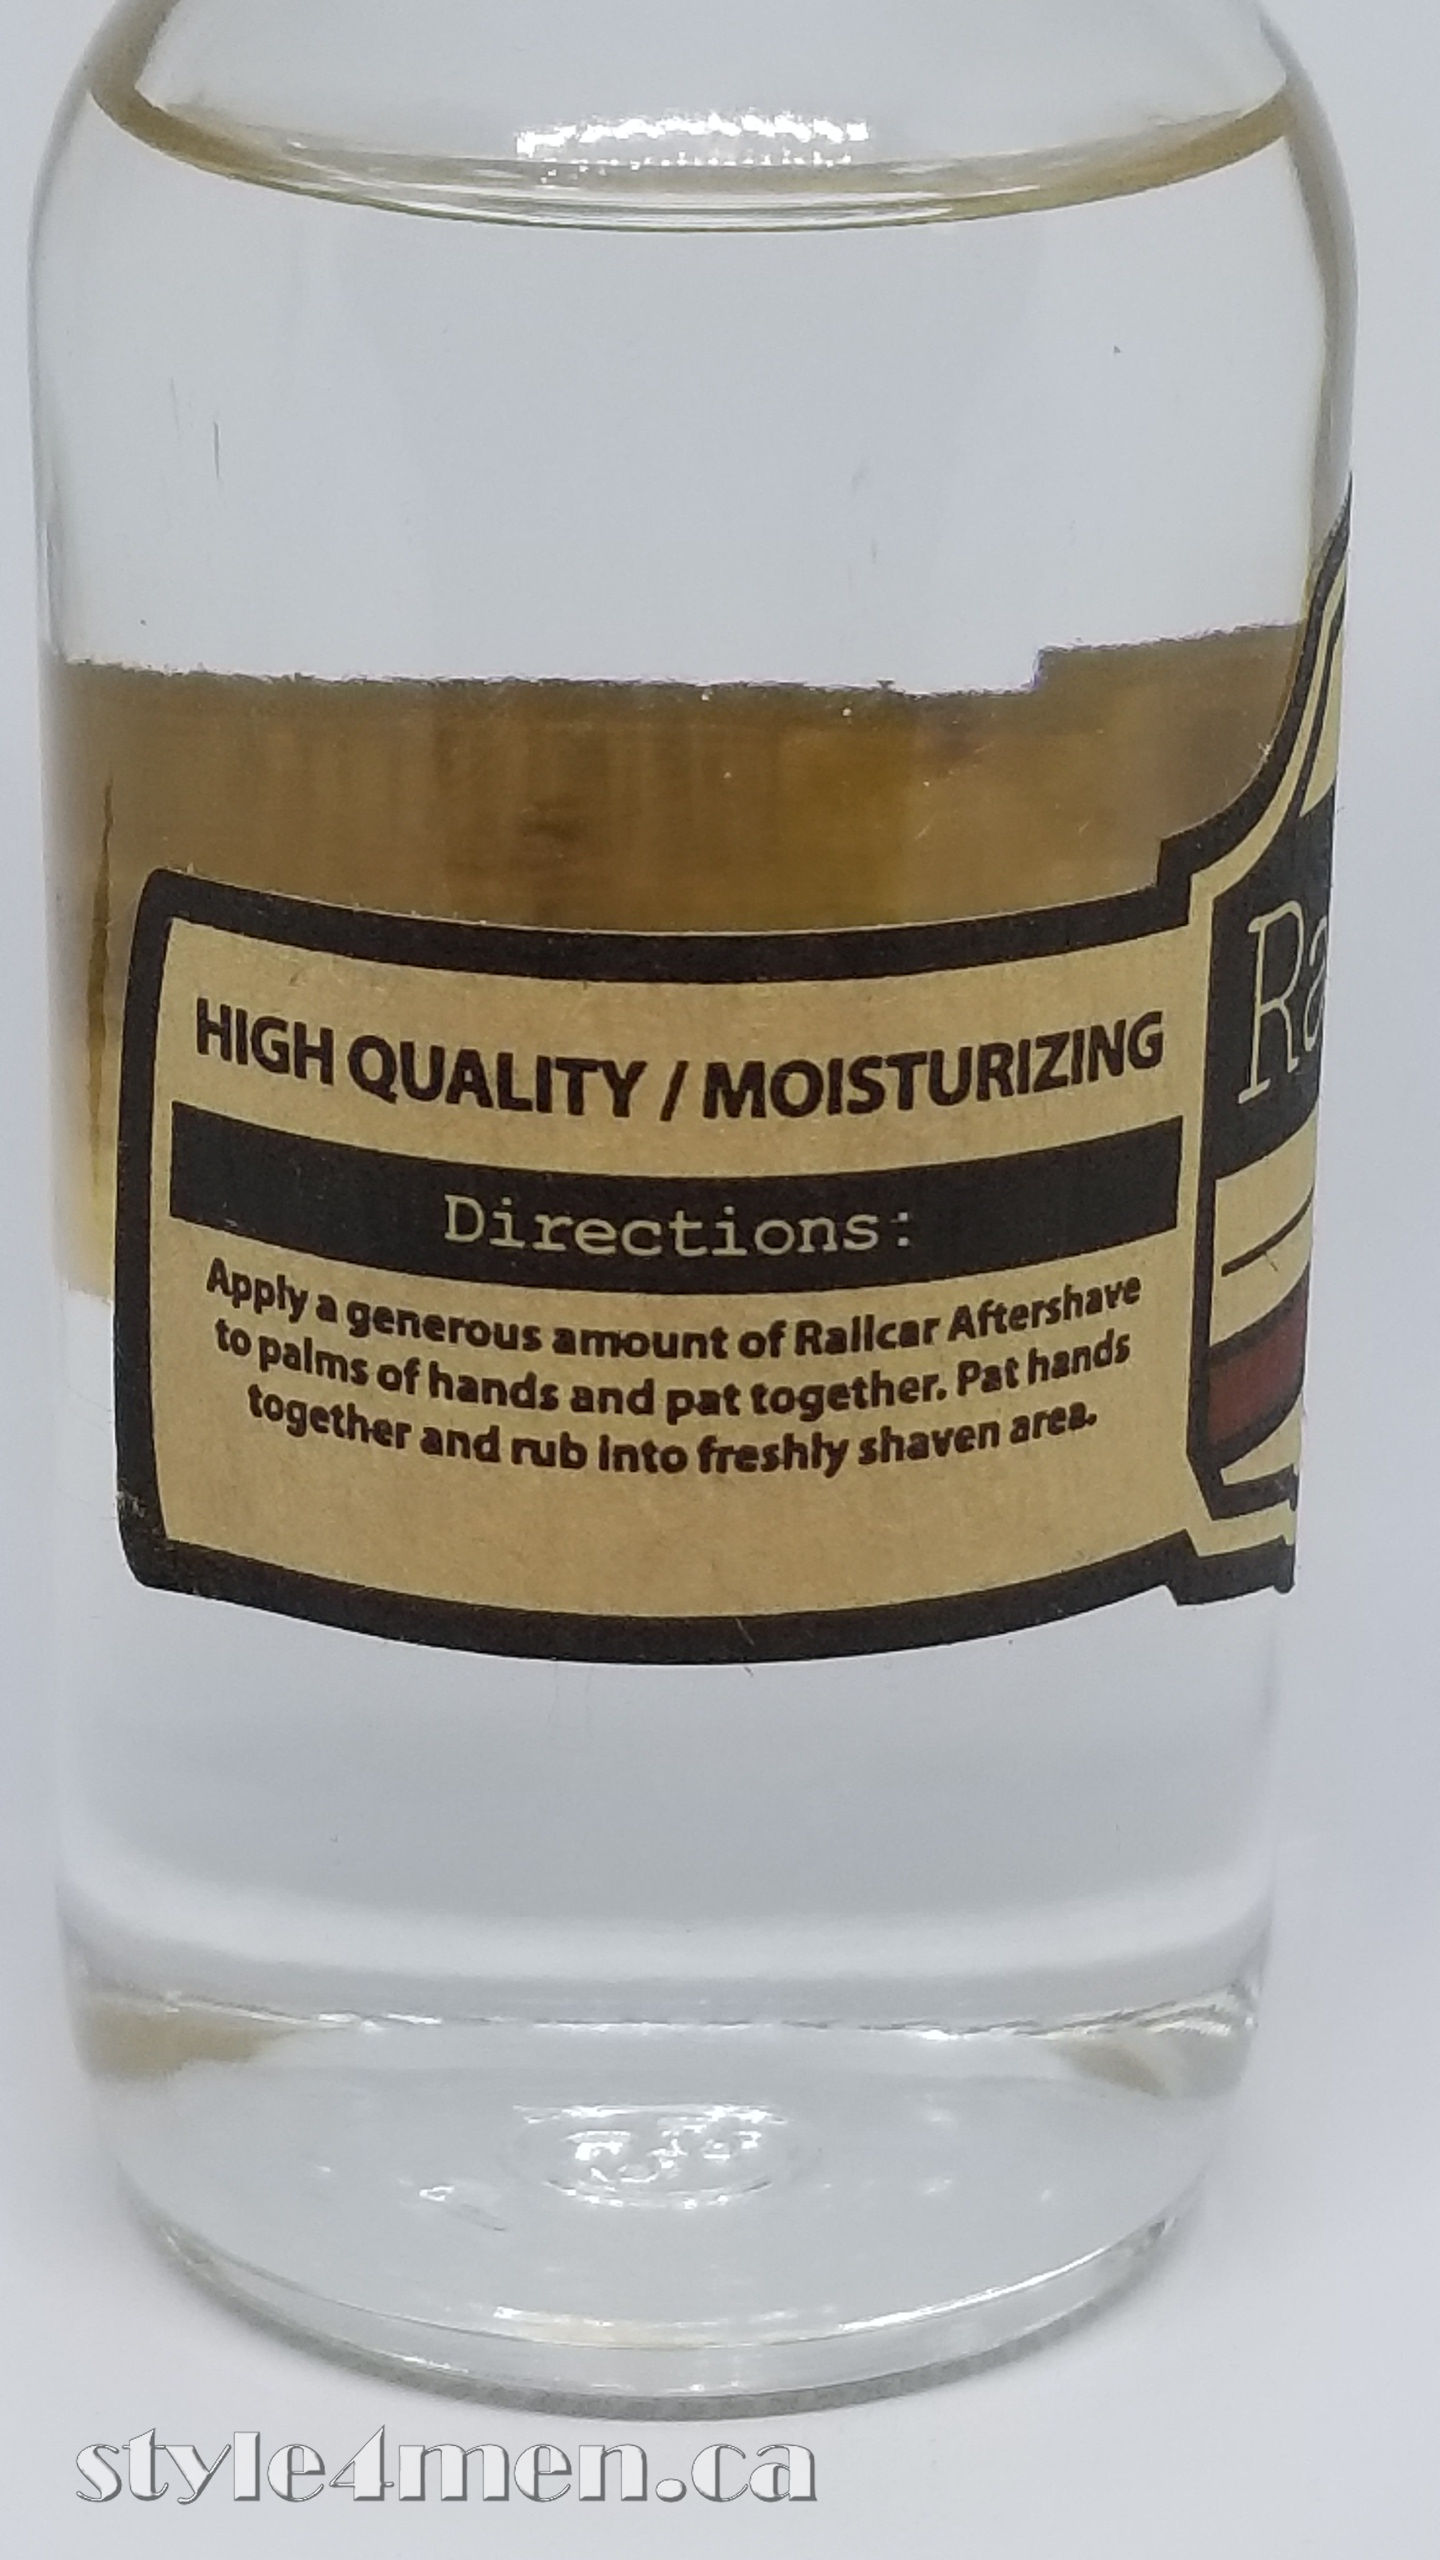 HIGH QUALITY / MOISTURIZING
Directions:
Apply a generous amount of Railcar Aftershave
to palms of hands and pat together. Pat hands
together and rub into freshly shaven area.
Ra
style4men.ca